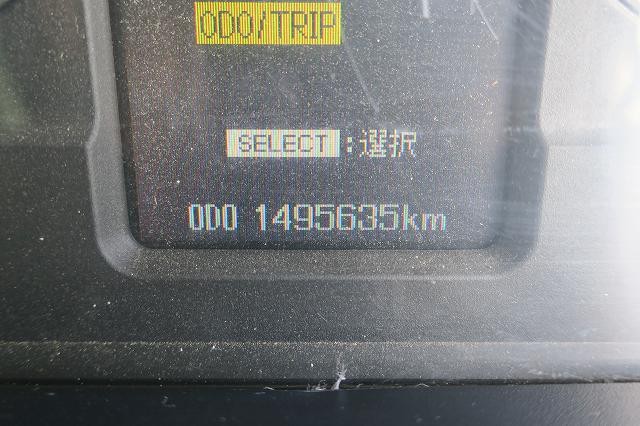 ODO/TRIP
SELECT :選択
ODO 1495635km